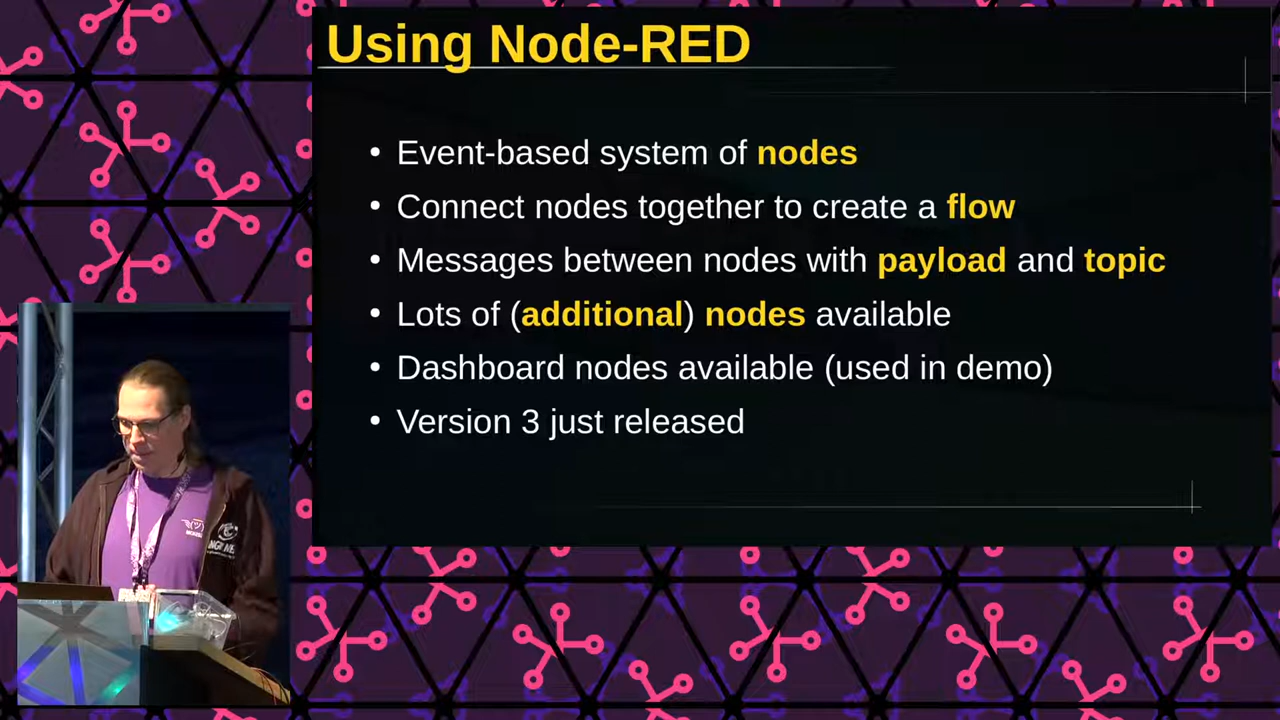 Using Node-RED
Event-based system of nodes
Connect nodes together to create a flow
Messages between nodes with payload and topic
Lots of (additional) nodes available
Dashboard nodes available (used in demo)
Version 3 just released